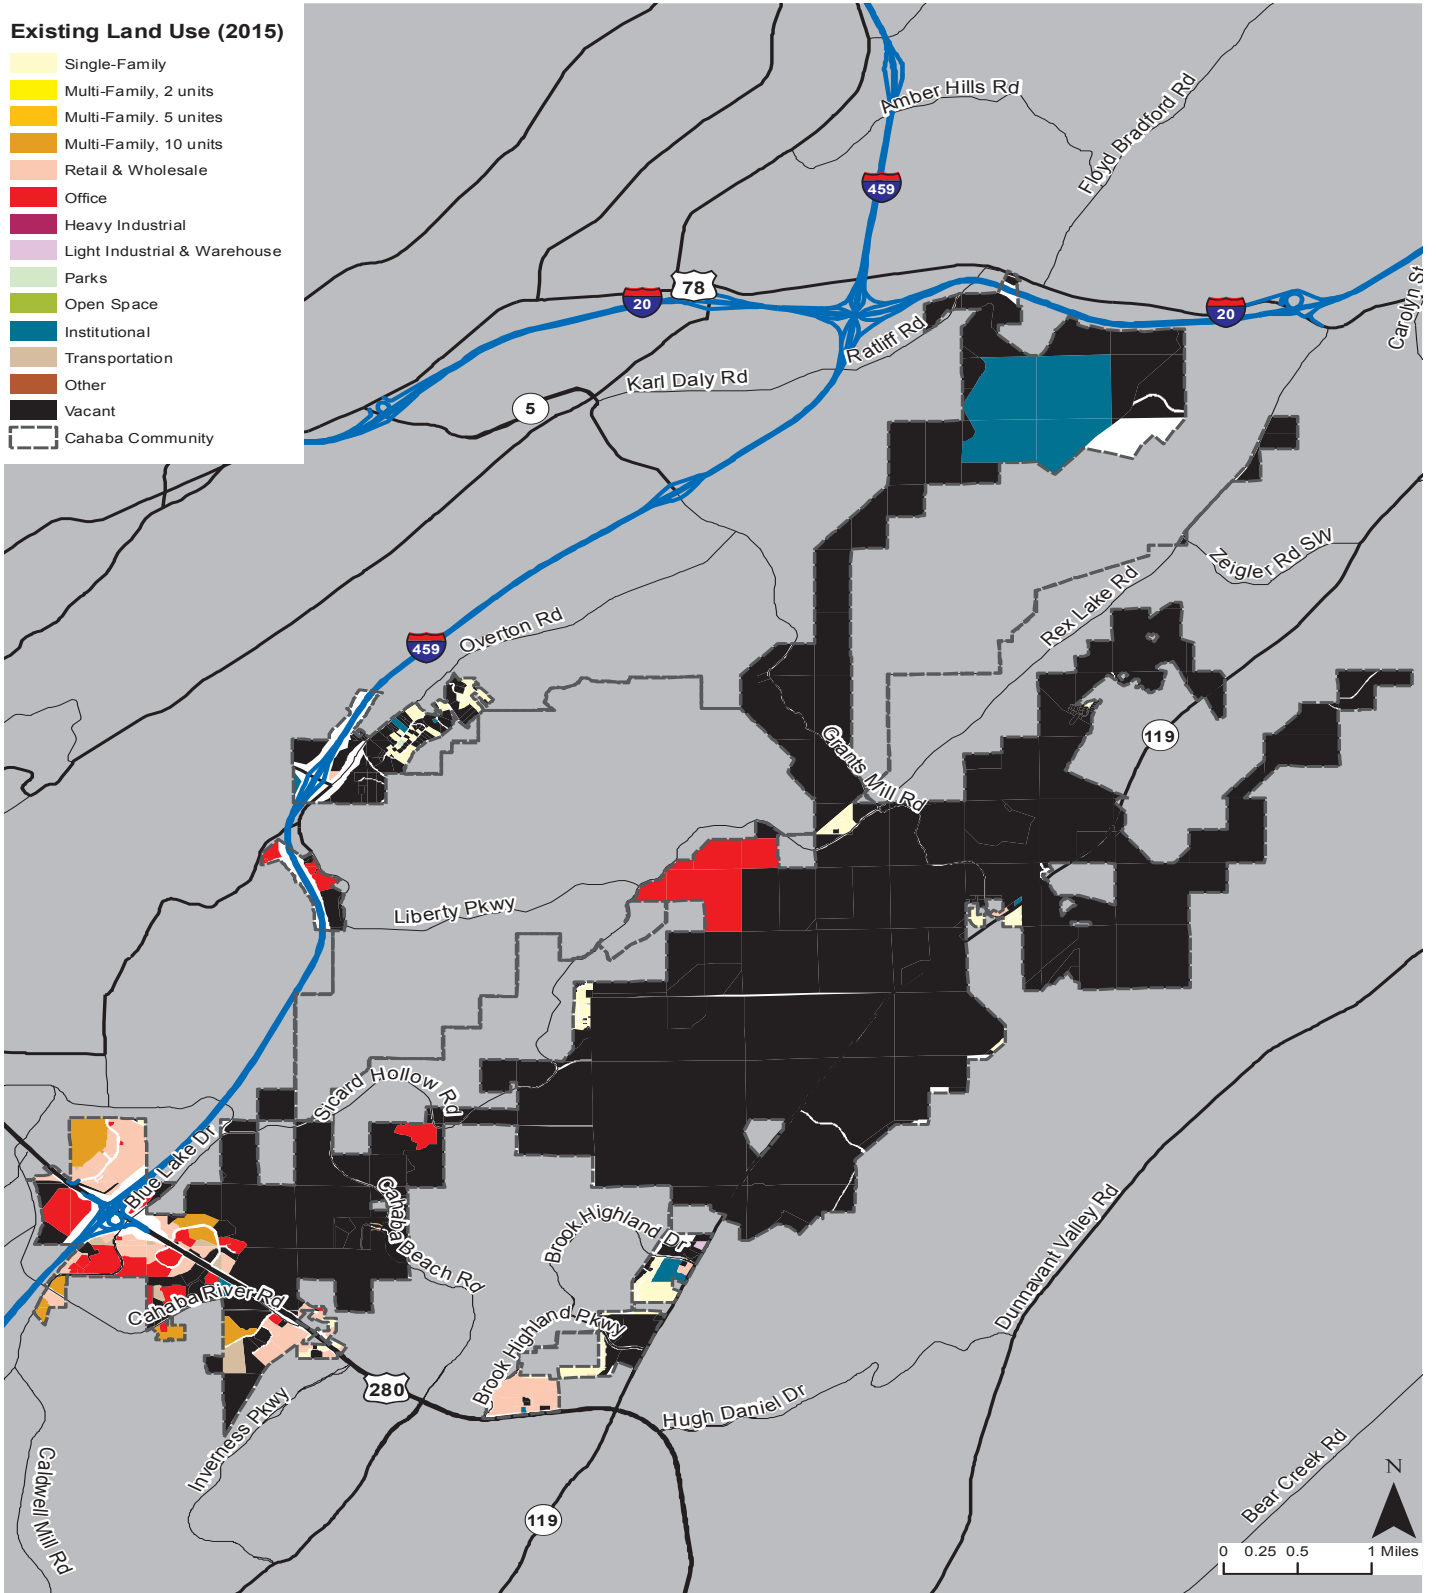 Existing Land Use (2015)
Single-Family
Multi-Family, 2 units
Multi-Family. 5 unites
Multi-Family, 10 units
Retail & Wholesale
Office
Heavy Industrial
Light Industrial & Warehouse
Parks
Open Space
Institutional
Transportation
Other
Vacant
Cahaba Community
Amber Hills Rd
Floyd Bradford Rd
459
78
20
20
Carolyn St
Ratliff Rd
Karl Daly Rd
5
Zeigler Rd SW
Rex Lake Rd
Overton Rd
459
119
Grants Mill Rd
Liberty Pkwy
Sicard Hollow Rd
Blue Lake Dr
Cahaba Beach Rd
Brook Highland Dr
Dunnavant Valley Rd
Cahaba River Rd
Brook Highland Pkwy
280
Inverness Pkwy
Hugh Daniel Dr
Caldwell Mill Rd
119
Bear Creek Rd
N
0 0.25 0.5 1 Miles